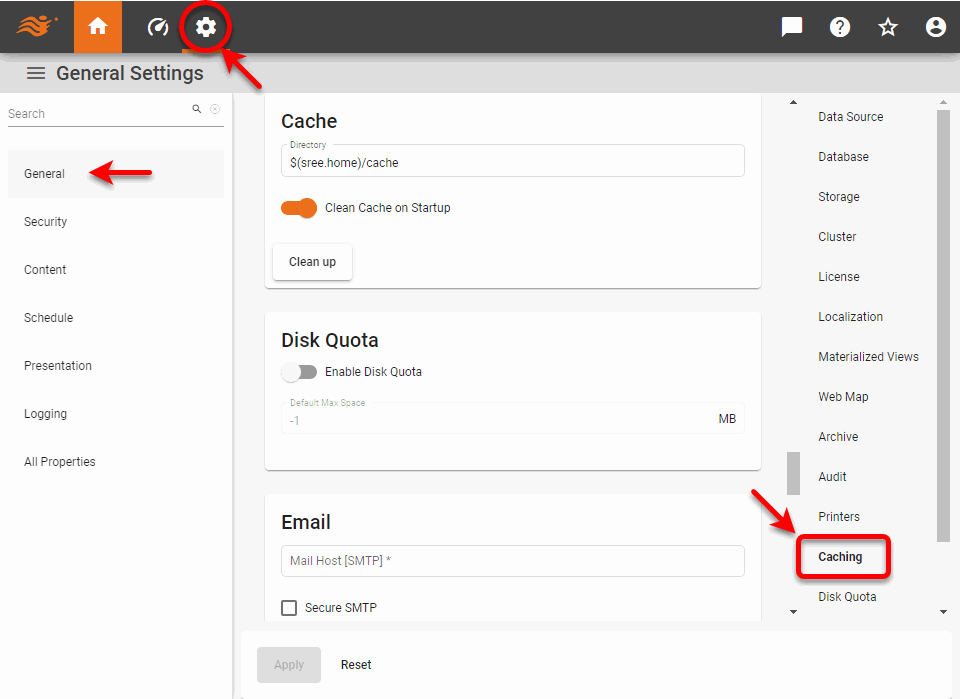 General Settings
Search
General
Security
Content
Schedule
Presentation
Logging
All Properties
Cache
Directory
$(sree.home)/cache
Clean Cache on Startup
Clean up
Disk Quota
Enable Disk Quota
Default Max Space
-1 MB
Email
Mail Host [SMTP] *
Secure SMTP
Apply Reset
Data Source
Database
Storage
Cluster
License
Localization
Materialized Views
Web Map
Archive
Audit
Printers
Caching
Disk Quota